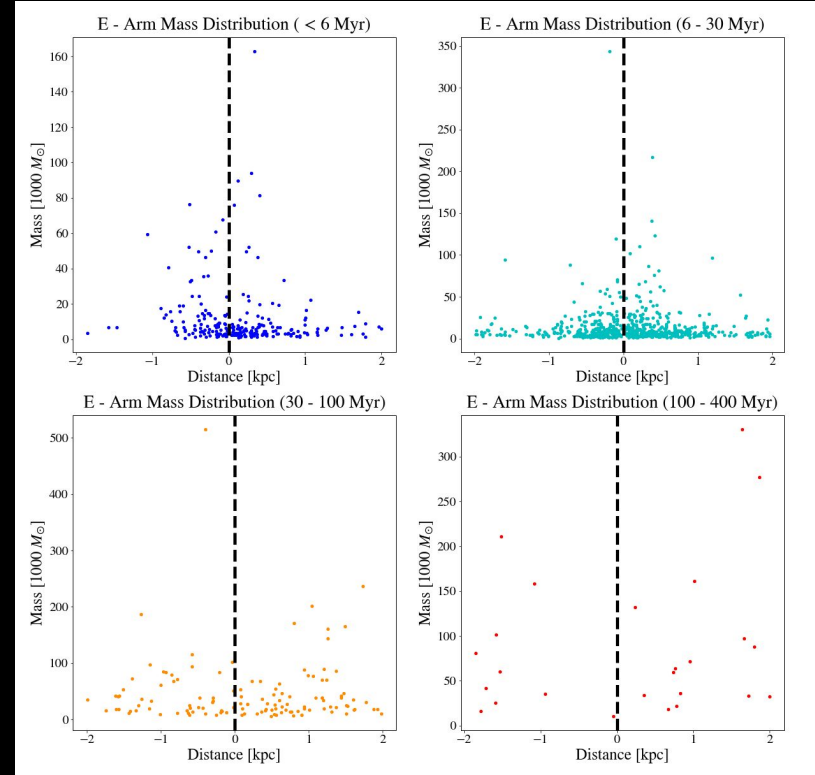 E - Arm Mass Distribution ( < 6 Myr)
160
140
120
100
80
60
40
20
0
Mass [1000 M⊙]
−2 −1 0 1 2
Distance [kpc]
E - Arm Mass Distribution (6 - 30 Myr)
350
300
250
200
150
100
50
0
Mass [1000 M⊙]
−2 −1 0 1 2
Distance [kpc]
E - Arm Mass Distribution (30 - 100 Myr)
500
400
300
200
100
0
Mass [1000 M⊙]
−2 −1 0 1 2
Distance [kpc]
E - Arm Mass Distribution (100 - 400 Myr)
300
250
200
150
100
50
0
Mass [1000 M⊙]
−2 −1 0 1 2
Distance [kpc]